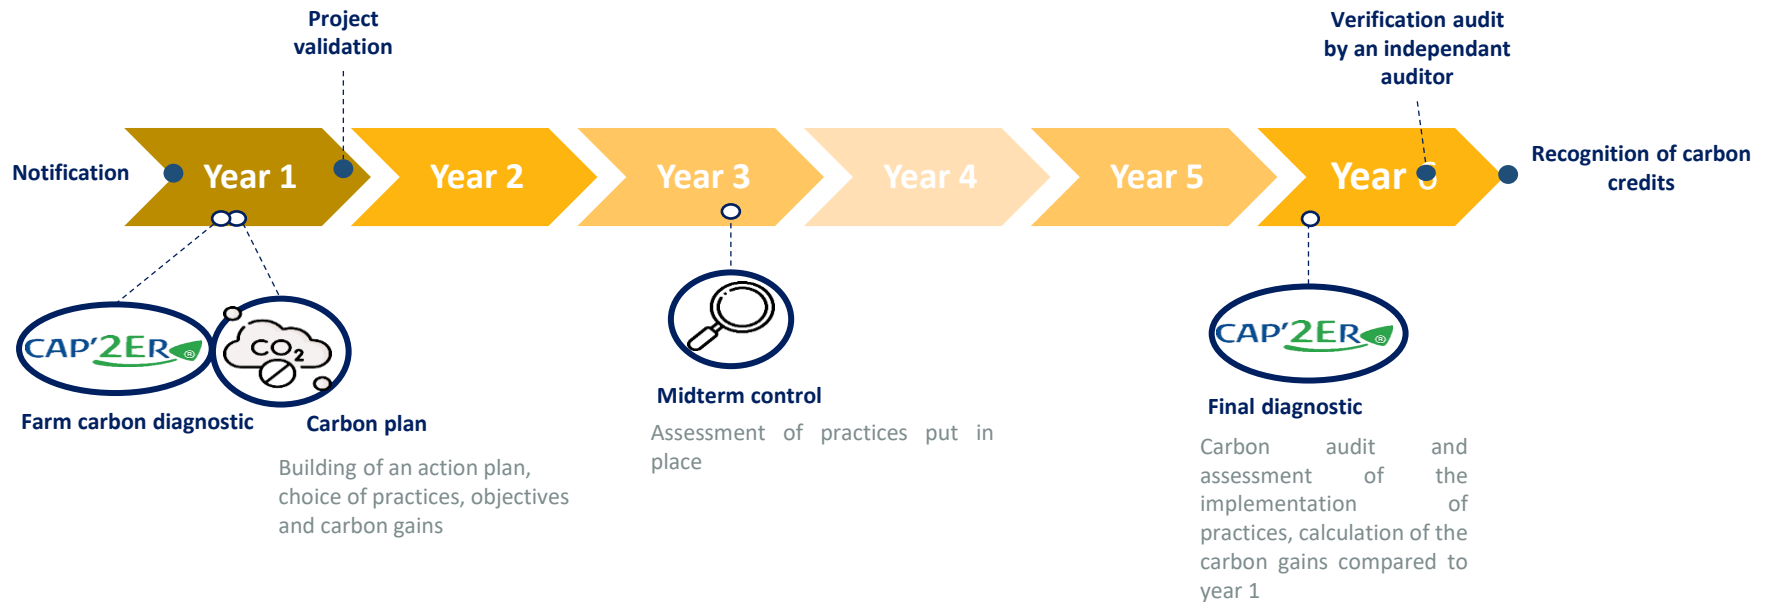 Project
validation
Verification audit
by an independant
auditor
Notification
Year 1
Year 2
Year 3
Year 4
Year 5
Year 6
Recognition of carbon
credits
CAP'2ER
®
CO2
CAP'2ER
®
Farm carbon diagnostic
Carbon plan
Building of an action plan,
choice of practices, objectives
and carbon gains
Midterm control
Assessment of practices put in
place
Final diagnostic
Carbon audit and
assessment of the
implementation of
practices, calculation of the
carbon gains compared to
year 1